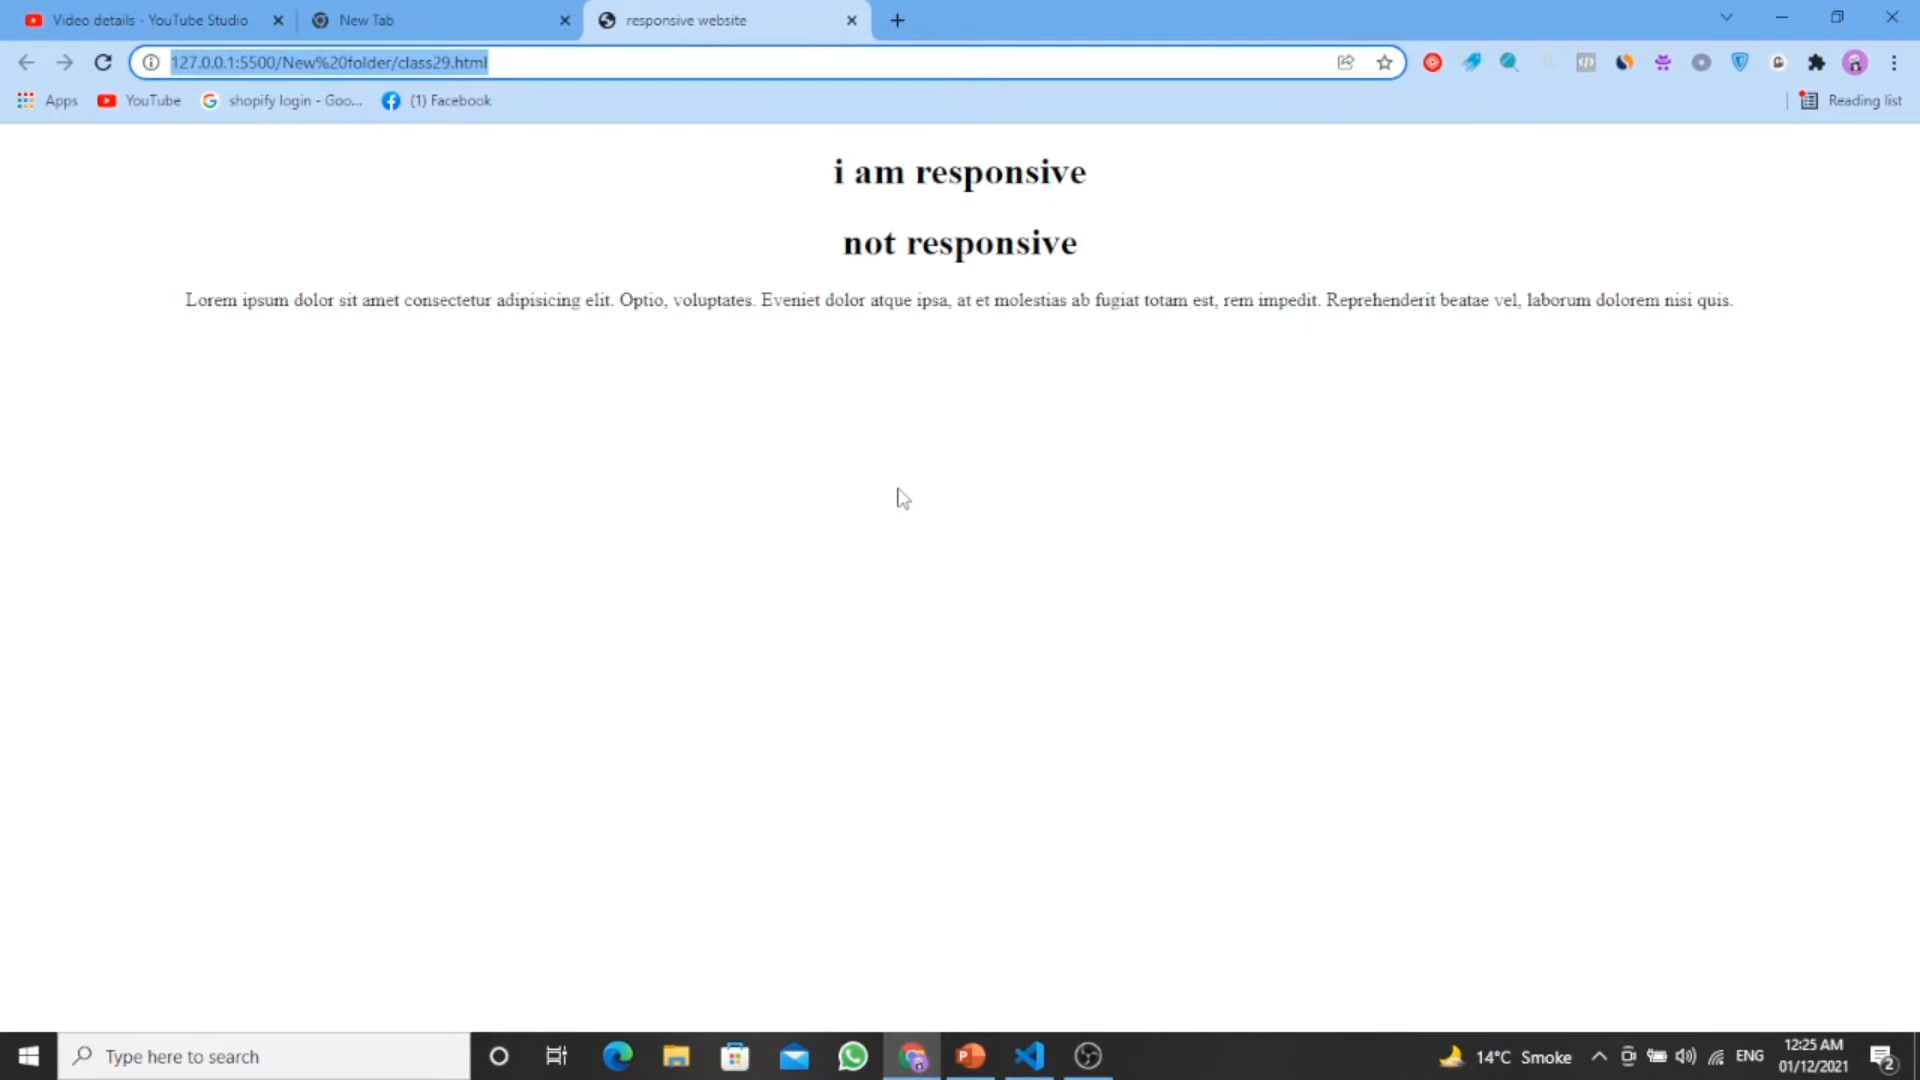 Video details - YouTube Studio
New Tab
responsive website
127.0.0.1:5500/New%20folder/class29.html
Apps
YouTube
shopify login - Goo...
(1) Facebook
Reading list
i am responsive
not responsive
Lorem ipsum dolor sit amet consectetur adipisicing elit. Optio, voluptates. Eveniet dolor atque ipsa, at et molestias ab fugiat totam est, rem impedit. Reprehenderit beatae vel, laborum dolorem nisi quis.
Type here to search
14°C Smoke
ENG
12:25 AM
01/12/2021
2